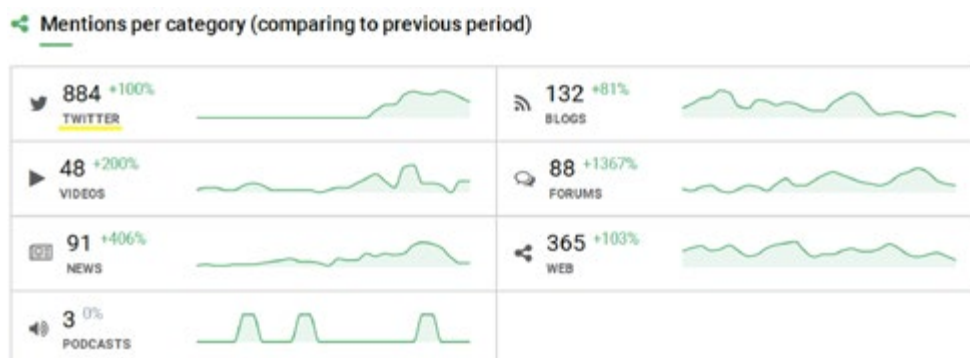 Mentions per category (comparing to previous period)
884 +100%
TWITTER
132 +81%
BLOGS
48 +200%
VIDEOS
88 +1367%
FORUMS
91 +406%
NEWS
365 +103%
WEB
3 0%
PODCASTS